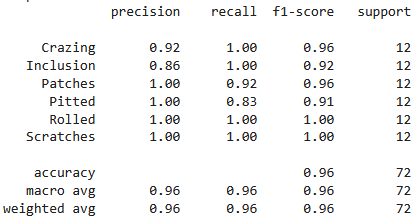 precision recall f1-score support
Crazing 0.92 1.00 0.96 12
Inclusion 0.86 1.00 0.92 12
Patches 1.00 0.92 0.96 12
Pitted 1.00 0.83 0.91 12
Rolled 1.00 1.00 1.00 12
Scratches 1.00 1.00 1.00 12
accuracy 0.96 72
macro avg 0.96 0.96 0.96 72
weighted avg 0.96 0.96 0.96 72